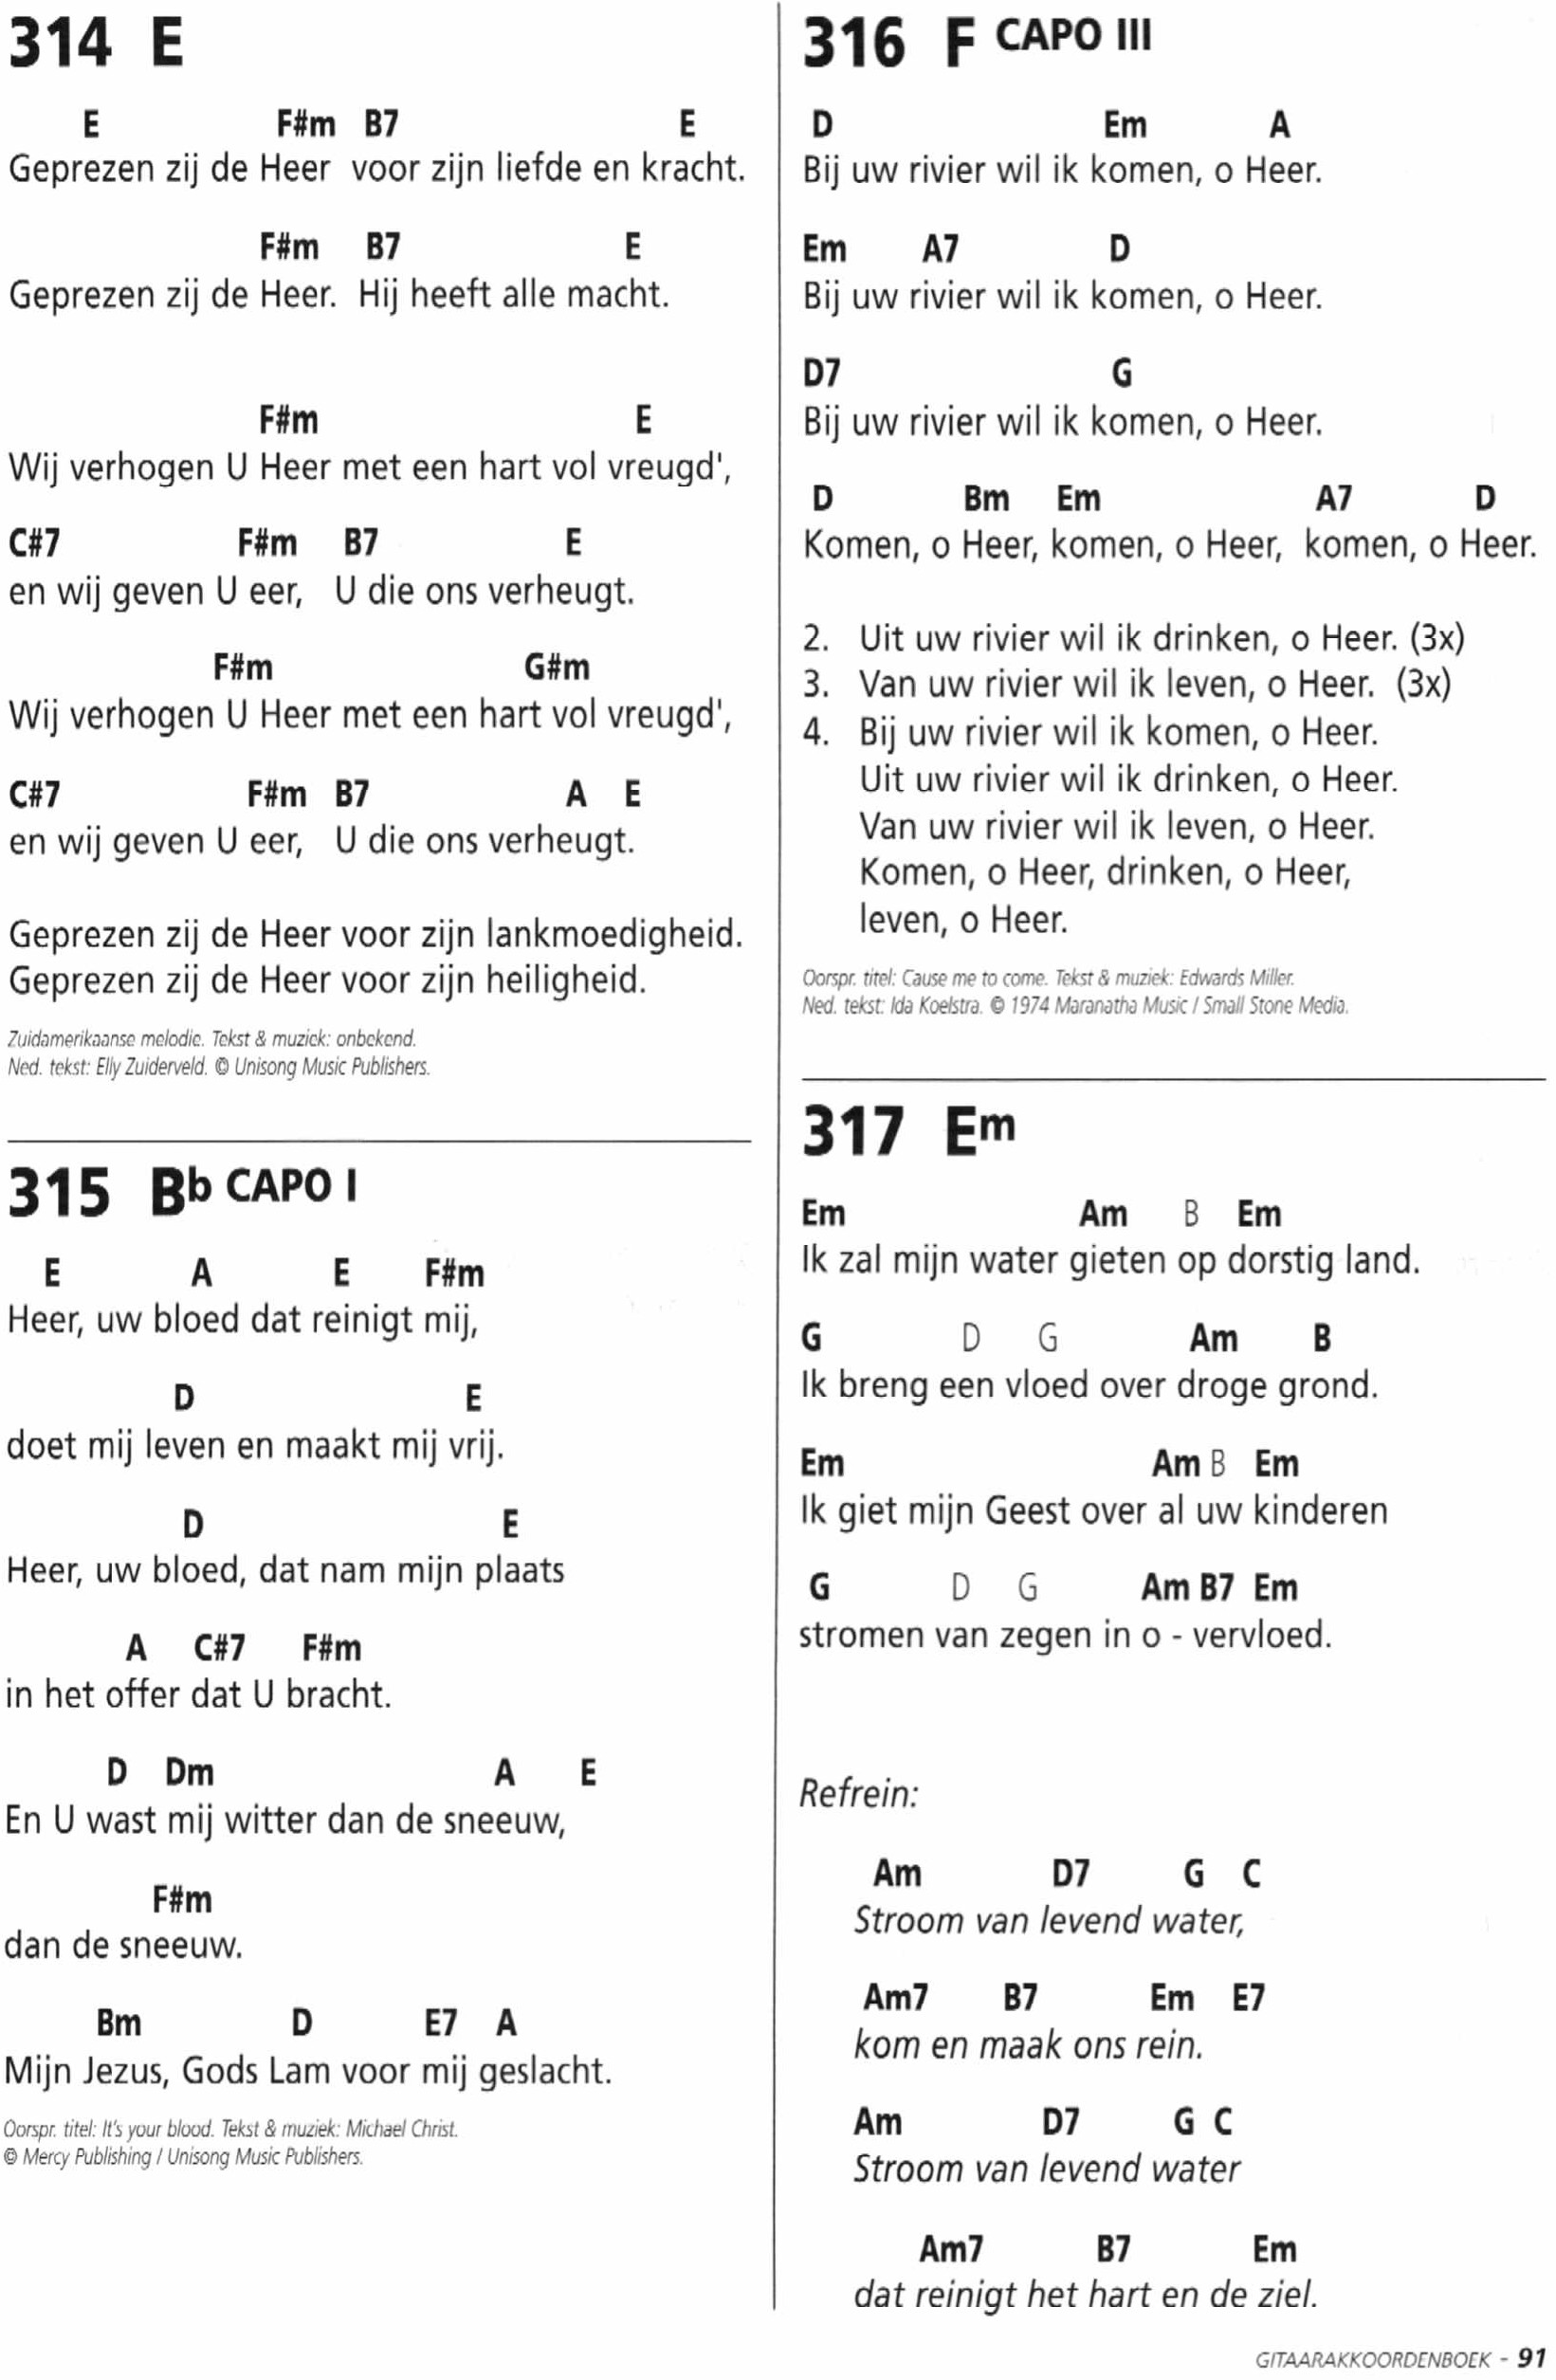 314 E
E F#m B7 E
Geprezen zij de Heer voor zijn liefde en kracht.
F#m B7 E
Geprezen zij de Heer. Hij heeft alle macht.
F#m E
Wij verhogen U Heer met een hart vol vreugd',
C#7 F#m B7 E
en wij geven U eer, U die ons verheugt.
F#m G#m
Wij verhogen U Heer met een hart vol vreugd',
C#7 F#m B7 A E
en wij geven U eer, U die ons verheugt.
Geprezen zij de Heer voor zijn lankmoedigheid.
Geprezen zij de Heer voor zijn heiligheid.
Zuidamerikaanse melodie. Tekst & muziek: onbekend.
Ned. tekst: Elly Zuiderveld. © Unisong Music Publishers.
315 Bb CAPO I
E A E F#m
Heer, uw bloed dat reinigt mij,
D E
doet mij leven en maakt mij vrij.
D E
Heer, uw bloed, dat nam mijn plaats
A C#7 F#m
in het offer dat U bracht.
D Dm A E
En U wast mij witter dan de sneeuw,
F#m
dan de sneeuw.
Bm D E7 A
Mijn Jezus, Gods Lam voor mij geslacht.
Oorspr. titel: It's your blood. Tekst & muziek: Michael Christ.
© Mercy Publishing / Unisong Music Publishers.
316 F CAPO III
D Em A
Bij uw rivier wil ik komen, o Heer.
Em A7 D
Bij uw rivier wil ik komen, o Heer.
D7 G
Bij uw rivier wil ik komen, o Heer.
D Bm Em A7 D
Komen, o Heer, komen, o Heer, komen, o Heer.
2. Uit uw rivier wil ik drinken, o Heer. (3x)
3. Van uw rivier wil ik leven, o Heer. (3x)
4. Bij uw rivier wil ik komen, o Heer.
Uit uw rivier wil ik drinken, o Heer.
Van uw rivier wil ik leven, o Heer.
Komen, o Heer, drinken, o Heer,
leven, o Heer.
Oorspr. titel: Cause me to come. Tekst & muziek: Edwards Miller.
Ned. tekst: Ida Koelstra. © 1974 Maranatha Music / Small Stone Media.
317 Em
Em Am B Em
Ik zal mijn water gieten op dorstig land.
G D G Am B
Ik breng een vloed over droge grond.
Em Am B Em
Ik giet mijn Geest over al uw kinderen
G D G Am B7 Em
stromen van zegen in o - vervloed.
Refrein:
Am D7 G C
Stroom van levend water,
Am7 B7 Em E7
kom en maak ons rein.
Am D7 G C
Stroom van levend water
Am7 B7 Em
dat reinigt het hart en de ziel.
GITAARAKKOORDENBOEK - 91